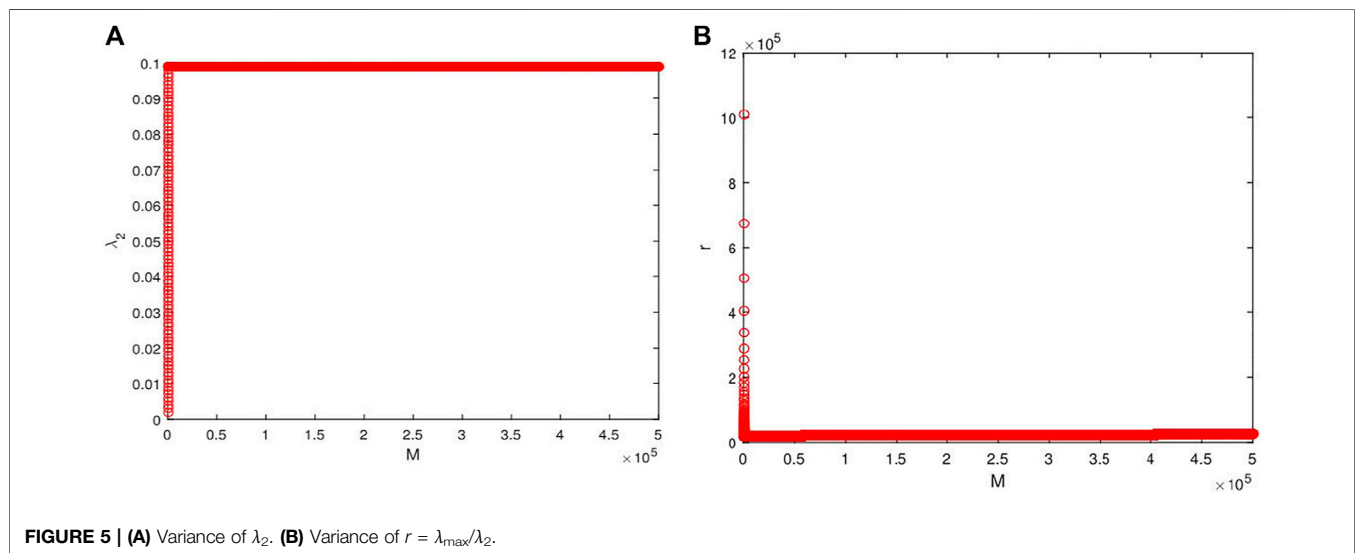 A
0.1
0.09
0.08
0.07
0.06
0.05
0.04
0.03
0.02
0.01
0
λ2
0 0.5 1 1.5 2 2.5 3 3.5 4 4.5 5
M
×10^5
B
×10^5
12
10
8
6
4
2
0
r
0 0.5 1 1.5 2 2.5 3 3.5 4 4.5 5
M
×10^5
FIGURE 5 | (A) Variance of λ2. (B) Variance of r = λmax/λ2.